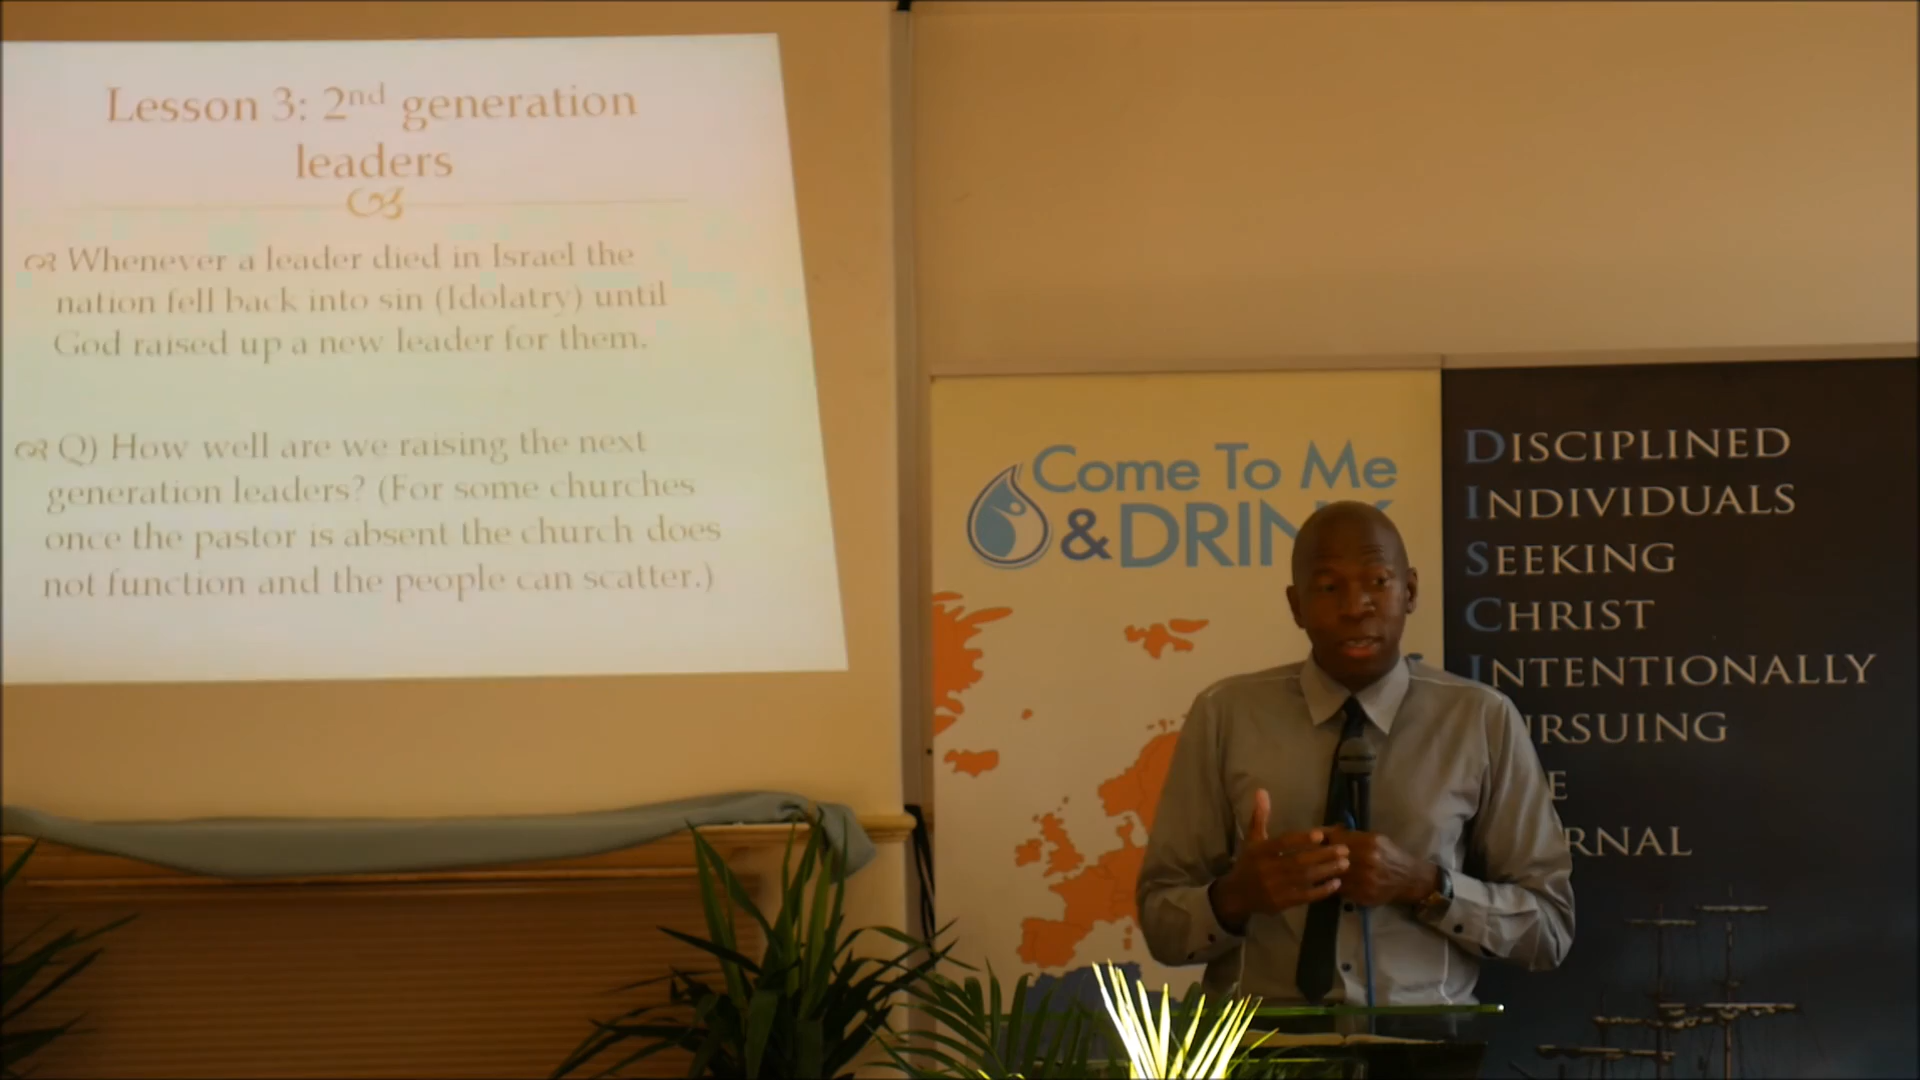 Lesson 3: 2nd generation
leaders
Whenever a leader died in Israel the
nation fell back into sin (Idolatry) until
God raised up a new leader for them.
Q) How well are we raising the next
generation leaders? (For some churches
once the pastor is absent the church does
not function and the people can scatter.)
Come To Me
&DRIN
DISCIPLINED
INDIVIDUALS
SEEKING
CHRIST
INTENTIONALLY
URSUING
E
RNAL